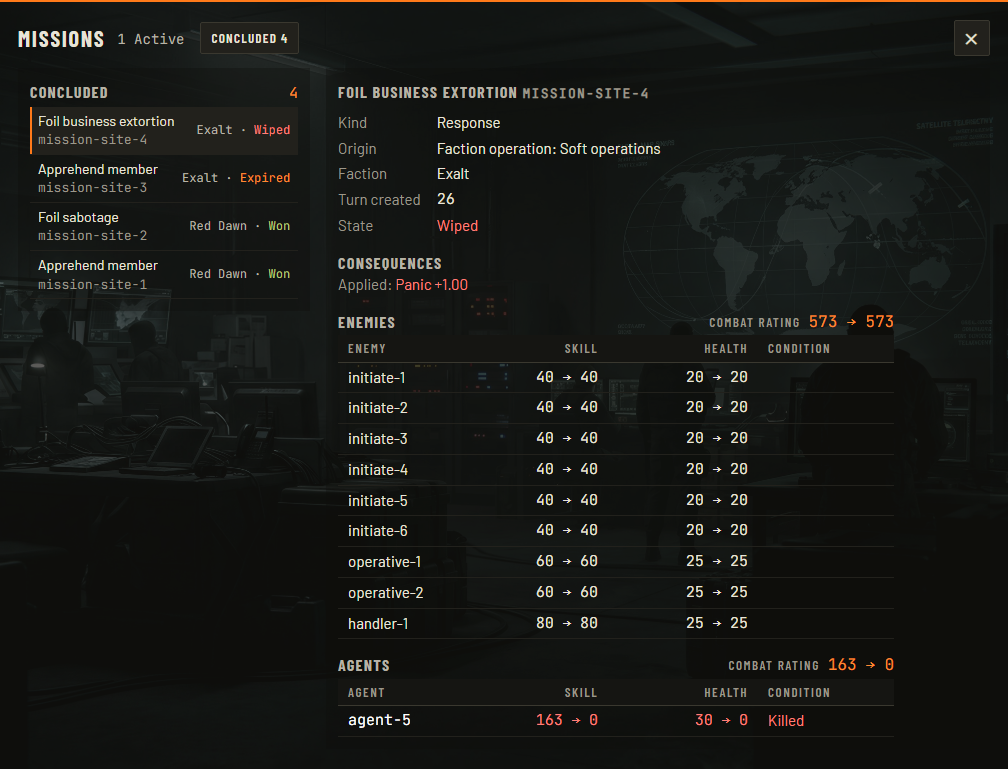 MISSIONS 1 Active CONCLUDED 4
CONCLUDED 4
Foil business extortion
mission-site-4
Exalt · Wiped
Apprehend member
mission-site-3
Exalt · Expired
Foil sabotage
mission-site-2
Red Dawn · Won
Apprehend member
mission-site-1
Red Dawn · Won
FOIL BUSINESS EXTORTION MISSION-SITE-4
Kind Response
Origin Faction operation: Soft operations
Faction Exalt
Turn created 26
State Wiped
CONSEQUENCES
Applied: Panic +1.00
ENEMIES COMBAT RATING 573 → 573
ENEMY SKILL HEALTH CONDITION
initiate-1 40 → 40 20 → 20
initiate-2 40 → 40 20 → 20
initiate-3 40 → 40 20 → 20
initiate-4 40 → 40 20 → 20
initiate-5 40 → 40 20 → 20
initiate-6 40 → 40 20 → 20
operative-1 60 → 60 25 → 25
operative-2 60 → 60 25 → 25
handler-1 80 → 80 25 → 25
AGENTS COMBAT RATING 163 → 0
AGENT SKILL HEALTH CONDITION
agent-5 163 → 0 30 → 0 Killed
SATELLITE TELEMETRY